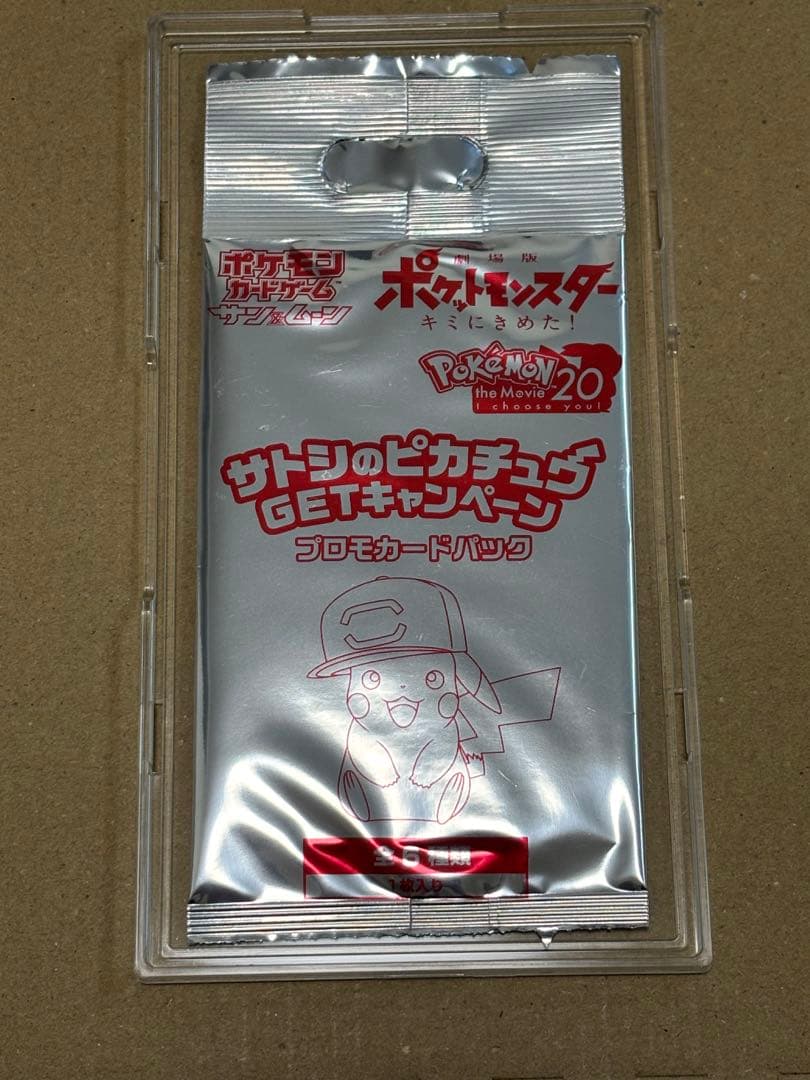 ポケモン
カードゲーム™
サン&ムーン
劇場版
ポケットモンスター
キミにきめた!
POKéMON
the Movie 20
I choose you!
サトシのピカチュウ
GETキャンペーン
プロモカードパック
全6種類
1枚入り